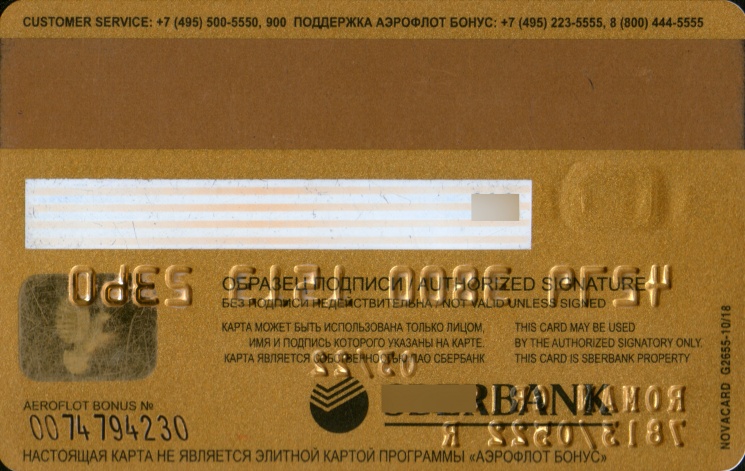 CUSTOMER SERVICE: +7 (495) 500-5550, 900 ПОДДЕРЖКА АЭРОФЛОТ БОНУС: +7 (495) 223-5555, 8 (800) 444-5555
ОБРАЗЕЦ ПОДПИСИ / AUTHORIZED SIGNATURE
БЕЗ ПОДПИСИ НЕДЕЙСТВИТЕЛЬНА / NOT VALID UNLESS SIGNED
КАРТА МОЖЕТ БЫТЬ ИСПОЛЬЗОВАНА ТОЛЬКО ЛИЦОМ,
ИМЯ И ПОДПИСЬ КОТОРОГО УКАЗАНЫ НА КАРТЕ.
КАРТА ЯВЛЯЕТСЯ СОБСТВЕННОСТЬЮ ПАО СБЕРБАНК
THIS CARD MAY BE USED
BY THE AUTHORIZED SIGNATORY ONLY.
THIS CARD IS SBERBANK PROPERTY
SBERBANK
AEROFLOT BONUS №
0074794230
НАСТОЯЩАЯ КАРТА НЕ ЯВЛЯЕТСЯ ЭЛИТНОЙ КАРТОЙ ПРОГРАММЫ «АЭРОФЛОТ БОНУС»
NOVACARD G2655-10/18